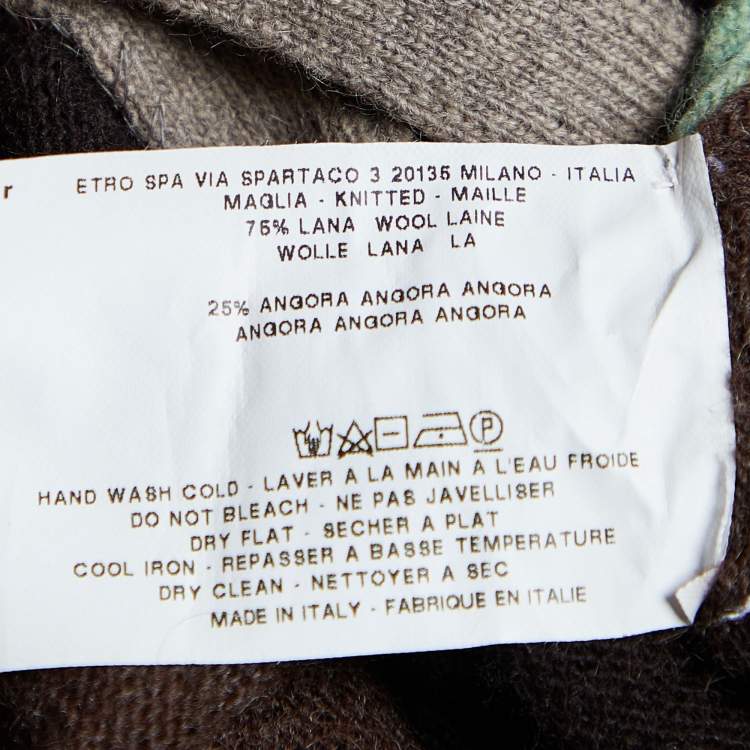 r
ETRO SPA VIA SPARTACO 3 20135 MILANO - ITALIA
MAGLIA - KNITTED - MAILLE
75% LANA WOOL LAINE
WOLLE LANA LA
25% ANGORA ANGORA ANGORA
ANGORA ANGORA ANGORA
P
HAND WASH COLD - LAVER A LA MAIN A L'EAU FROIDE
DO NOT BLEACH - NE PAS JAVELLISER
DRY FLAT - SECHER A PLAT
COOL IRON - REPASSER A BASSE TEMPERATURE
DRY CLEAN - NETTOYER A SEC
MADE IN ITALY - FABRIQUE EN ITALIE